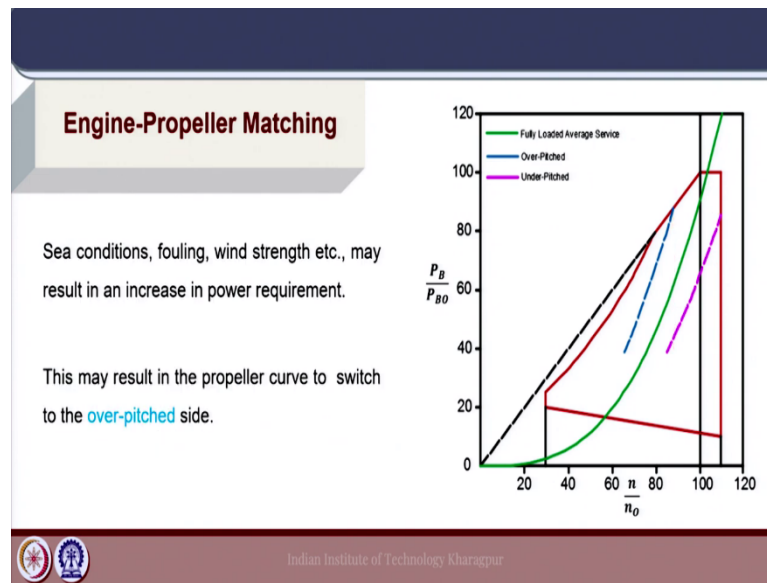 Engine-Propeller Matching
Sea conditions, fouling, wind strength etc., may
result in an increase in power requirement.
This may result in the propeller curve to switch
to the over-pitched side.
120
100
80
60
40
20
0
P_B
P_BO
Fully Loaded Average Service
Over-Pitched
Under-Pitched
20 40 60 80 100 120
n
n_O
Indian Institute of Technology Kharagpur